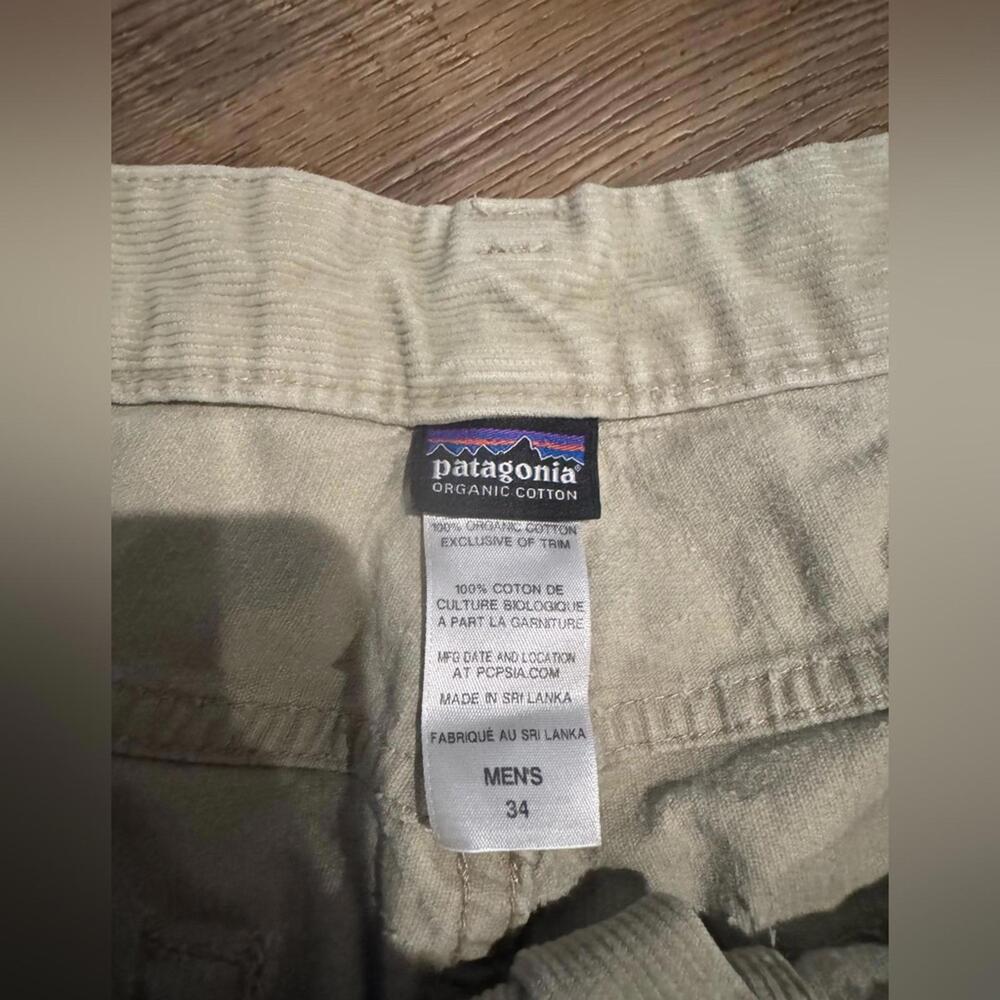 patagonia®
ORGANIC COTTON
100% ORGANIC COTTON
EXCLUSIVE OF TRIM
100% COTON DE
CULTURE BIOLOGIQUE
A PART LA GARNITURE
MFG DATE AND LOCATION
AT PCPSIA.COM
MADE IN SRI LANKA
FABRIQUÉ AU SRI LANKA
MEN'S
34